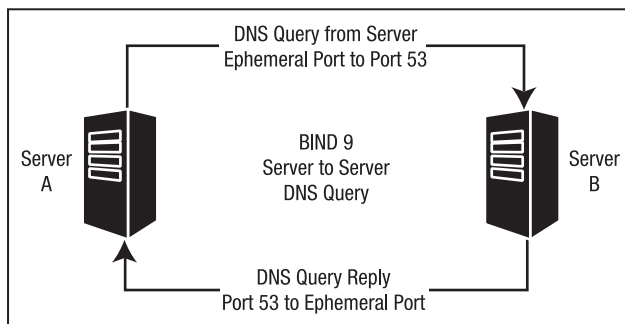 DNS Query from Server
Ephemeral Port to Port 53
Server
A
BIND 9
Server to Server
DNS Query
Server
B
DNS Query Reply
Port 53 to Ephemeral Port